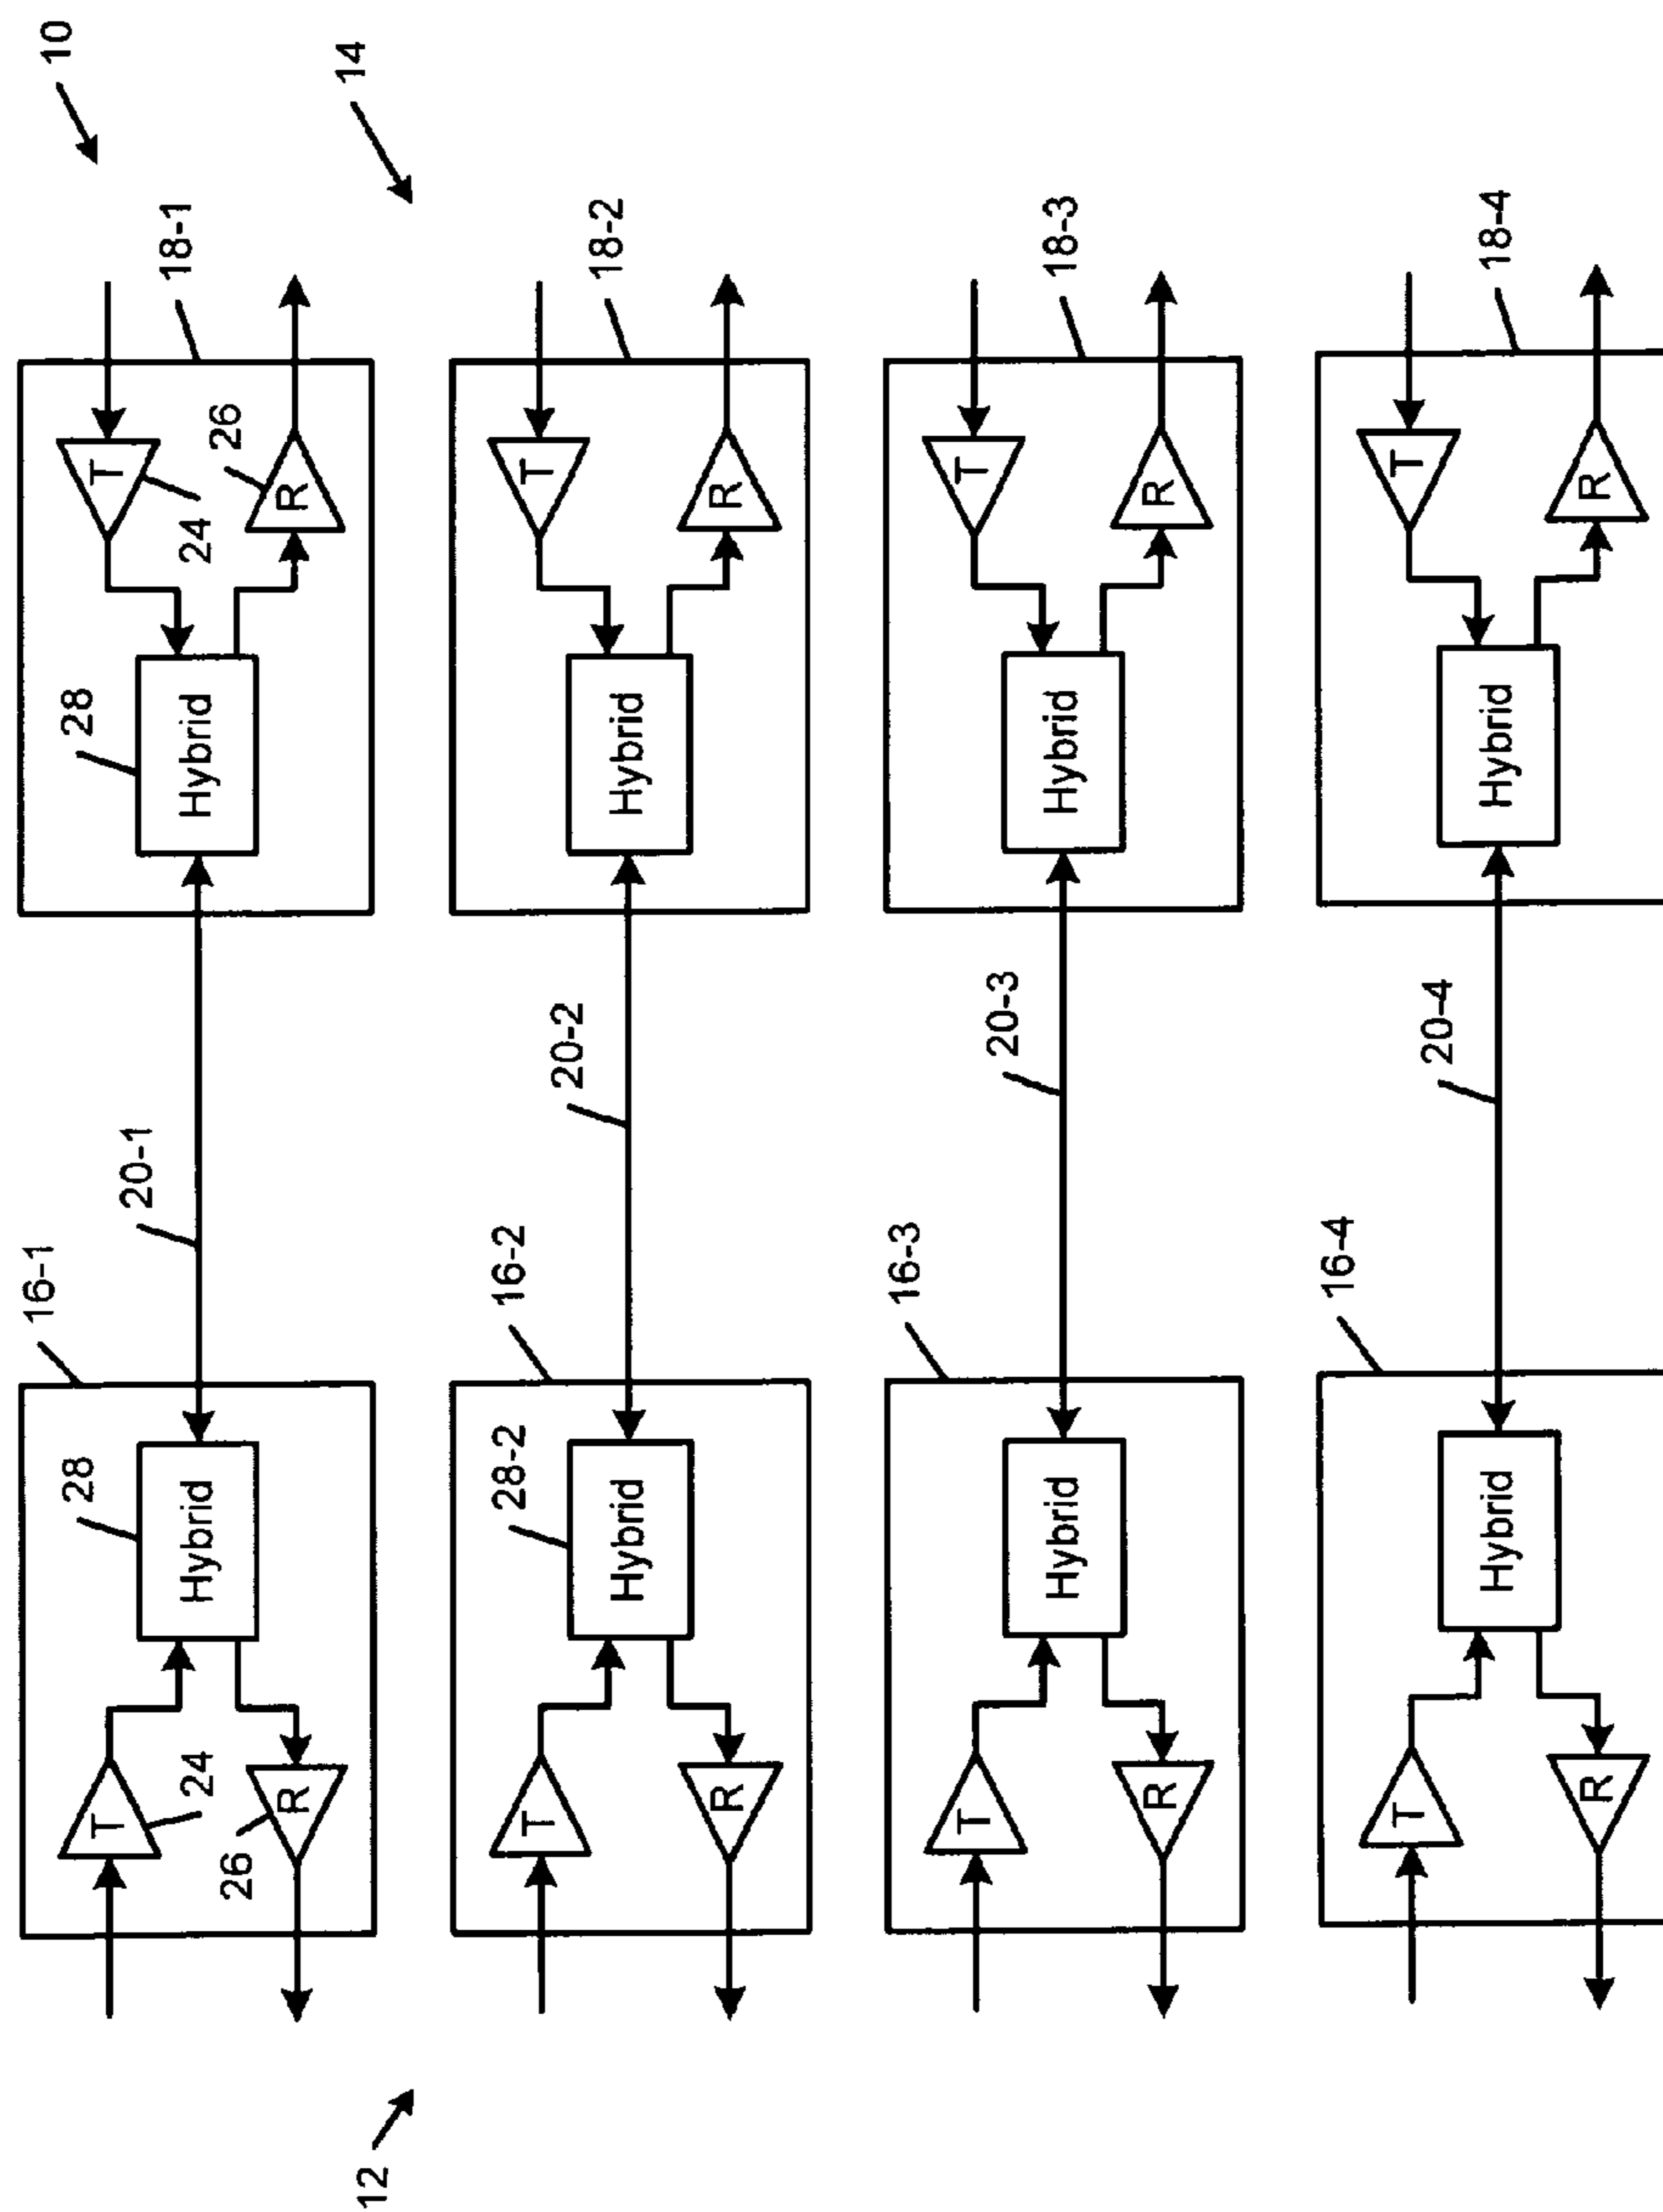 10
14
16-1
20-1
18-1
T
24
28
Hybrid
28
Hybrid
T
24
26
R
26
R
16-2
20-2
18-2
T
28-2
Hybrid
Hybrid
T
R
R
16-3
20-3
18-3
T
Hybrid
Hybrid
T
R
R
16-4
20-4
18-4
T
Hybrid
Hybrid
T
R
R
12